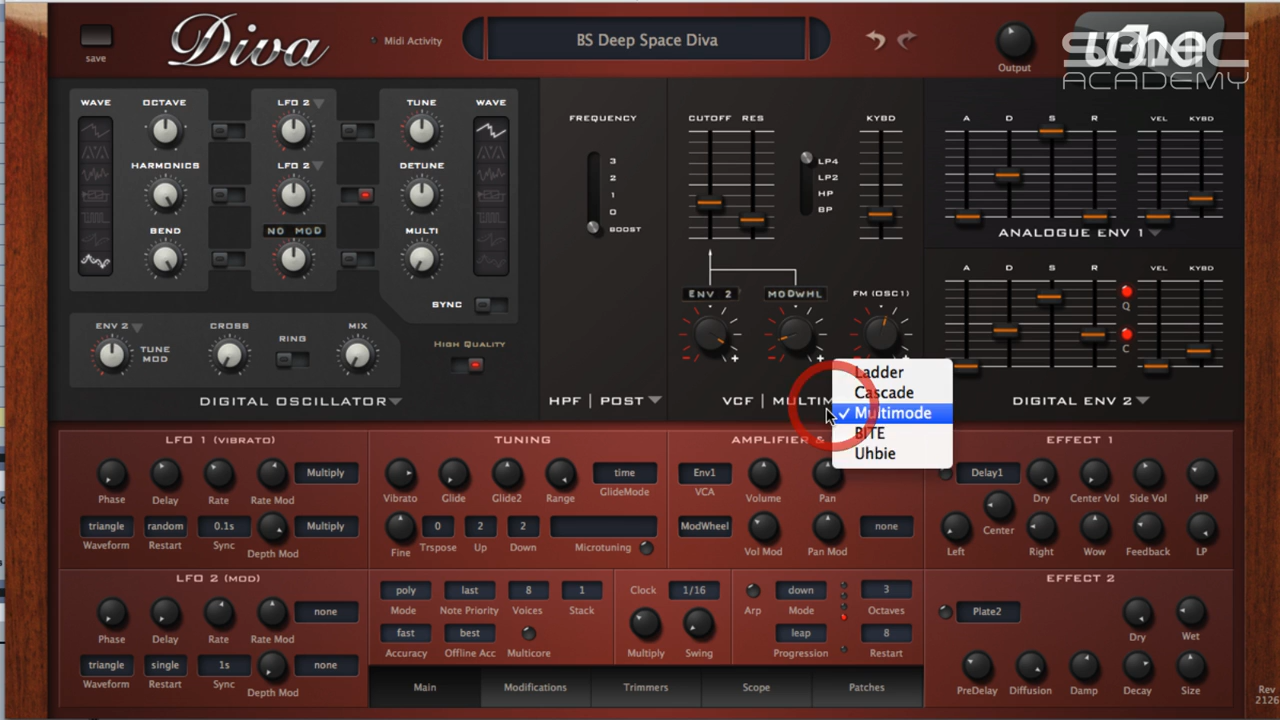 save
Diva
Midi Activity
BS Deep Space Diva
Output
u-he
SONIC
ACADEMY
WAVE
OCTAVE
LFO 2
TUNE
WAVE
HARMONICS
LFO 2
DETUNE
BEND
NO MOD
MULTI
SYNC
ENV 2
TUNE
MOD
CROSS
RING
MIX
HIGH QUALITY
DIGITAL OSCILLATOR
FREQUENCY
3
2
1
0
BOOST
HPF | POST
CUTOFF RES
KYBD
LP4
LP2
HP
BP
ENV 2
MODWHL
FM (OSC1)
VCF | MULTIM
Ladder
Cascade
Multimode
BITE
Uhbie
A D S R VEL KYBD
ANALOGUE ENV 1
A D S R VEL KYBD
Q
C
DIGITAL ENV 2
LFO 1 (VIBRATO)
Phase Delay Rate Rate Mod Multiply
triangle random 0.1s Multiply
Waveform Restart Sync Depth Mod
TUNING
Vibrato Glide Glide2 Range time
GlideMode
0 2 2
Fine Trspose Up Down Microtuning
AMPLIFIER &
Env1
VCA Volume Pan
ModWheel none
Vol Mod Pan Mod
EFFECT 1
Delay1 Dry Center Vol Side Vol HP
Center
Left Right Wow Feedback LP
LFO 2 (MOD)
Phase Delay Rate Rate Mod none
triangle single 1s none
Waveform Restart Sync Depth Mod
poly last 8 1
Mode Note Priority Voices Stack
fast best
Accuracy Offline Acc Multicore
Clock 1/16
Multiply Swing
Arp down 3
Mode Octaves
leap 8
Progression Restart
EFFECT 2
Plate2 Dry Wet
PreDelay Diffusion Damp Decay Size
Main Modifications Trimmers Scope Patches
Rev
2126